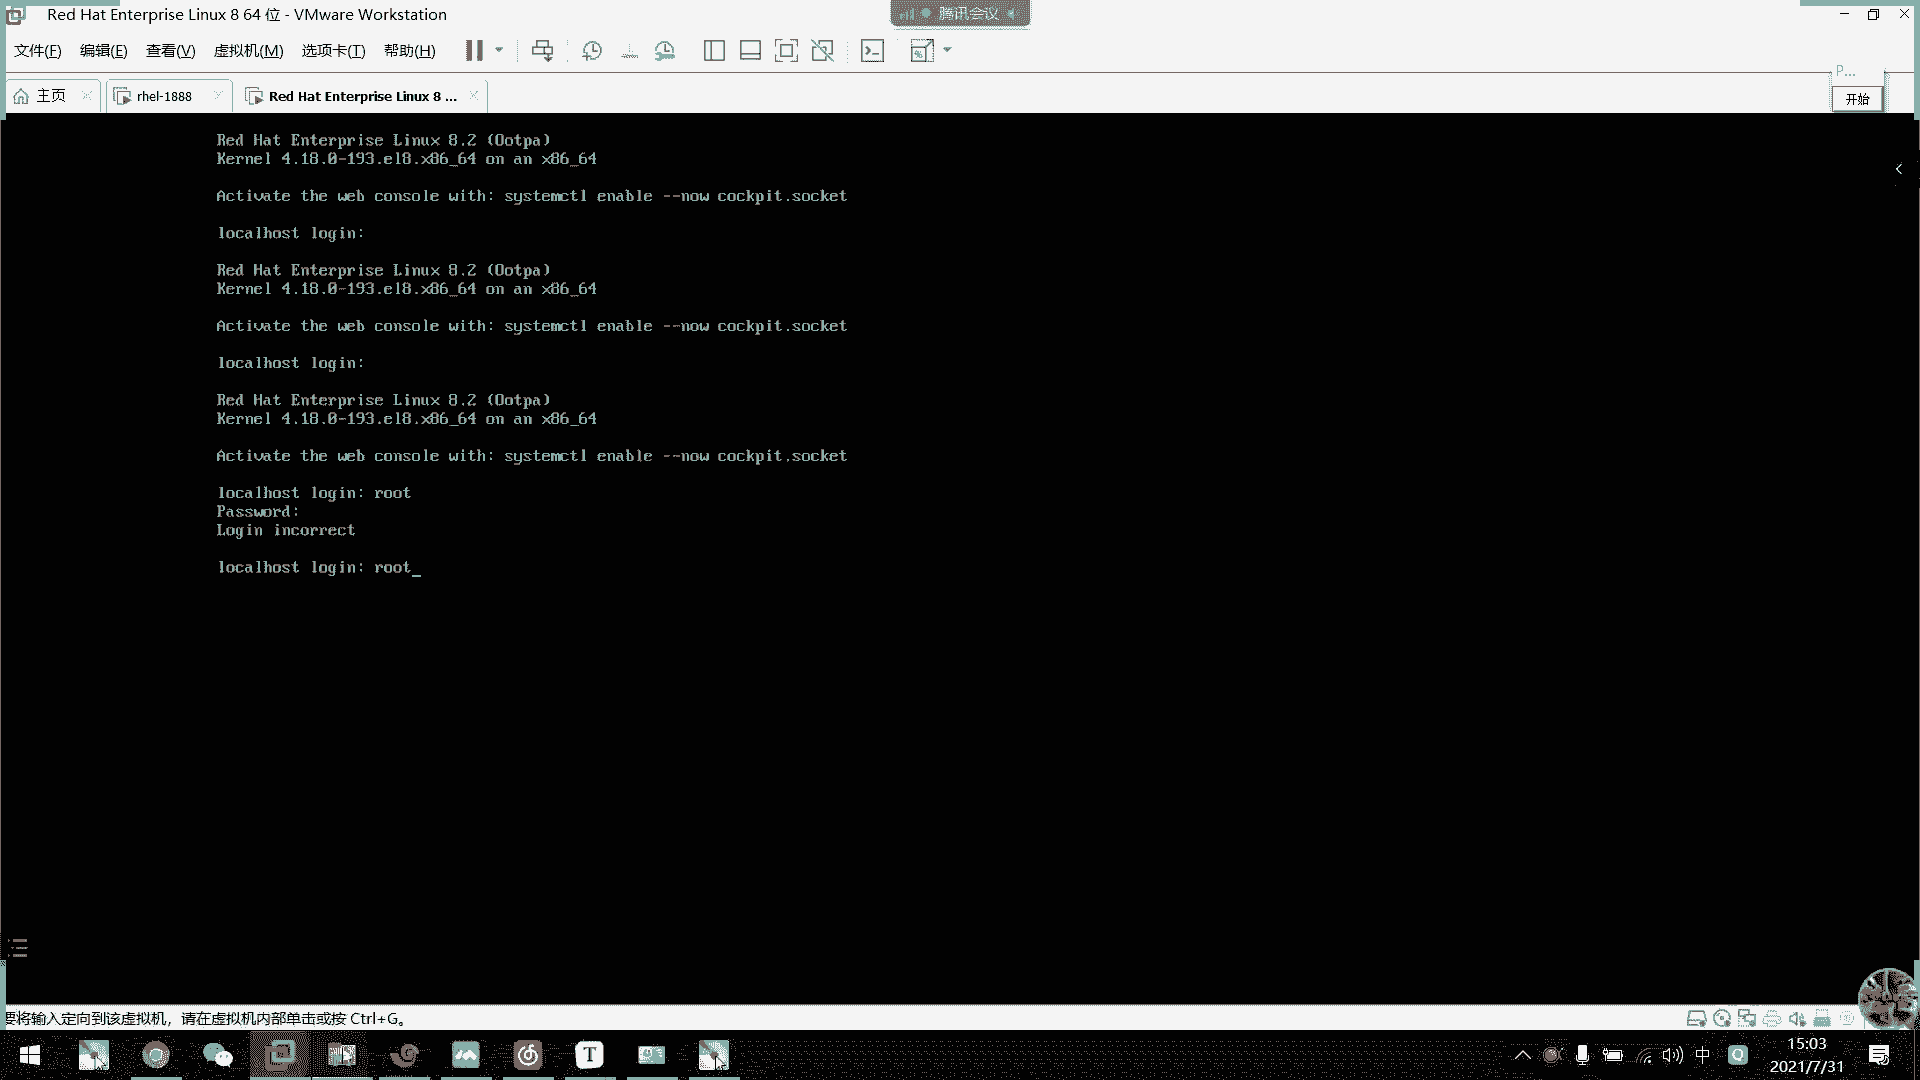 Red Hat Enterprise Linux 8 64 位 - VMware Workstation
腾讯会议
文件(F) 编辑(E) 查看(V) 虚拟机(M) 选项卡(T) 帮助(H)
P...
主页
rhel-1888
Red Hat Enterprise Linux 8 ...
开始
Red Hat Enterprise Linux 8.2 (Ootpa)
Kernel 4.18.0-193.el8.x86_64 on an x86_64
Activate the web console with: systemctl enable --now cockpit.socket
localhost login:
Red Hat Enterprise Linux 8.2 (Ootpa)
Kernel 4.18.0-193.el8.x86_64 on an x86_64
Activate the web console with: systemctl enable --now cockpit.socket
localhost login:
Red Hat Enterprise Linux 8.2 (Ootpa)
Kernel 4.18.0-193.el8.x86_64 on an x86_64
Activate the web console with: systemctl enable --now cockpit.socket
localhost login: root
Password:
Login incorrect
localhost login: root_
要将输入定向到该虚拟机，请在虚拟机内部单击或按 Ctrl+G。
T
中
Q
15:03
2021/7/31